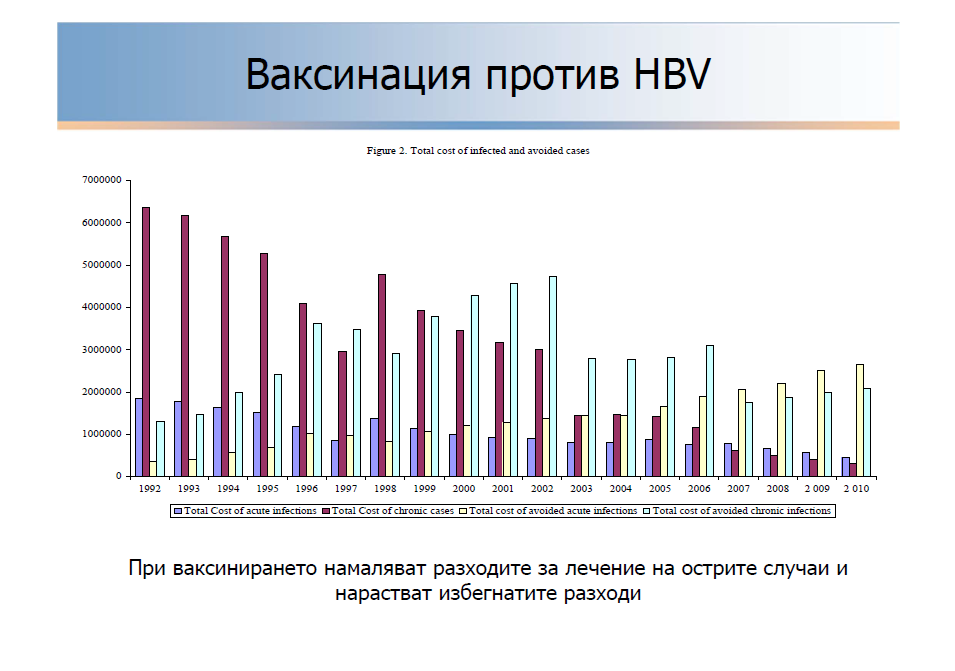 Ваксинация против HBV
Figure 2. Total cost of infected and avoided cases
7000000
6000000
5000000
4000000
3000000
2000000
1000000
0
1992 1993 1994 1995 1996 1997 1998 1999 2000 2001 2002 2003 2004 2005 2006 2007 2008 2 009 2 010
Total Cost of acute infections Total Cost of chronic cases Total cost of avoided acute infections Total cost of avoided chronic infections
При ваксинирането намаляват разходите за лечение на острите случаи и
нарастват избегнатите разходи